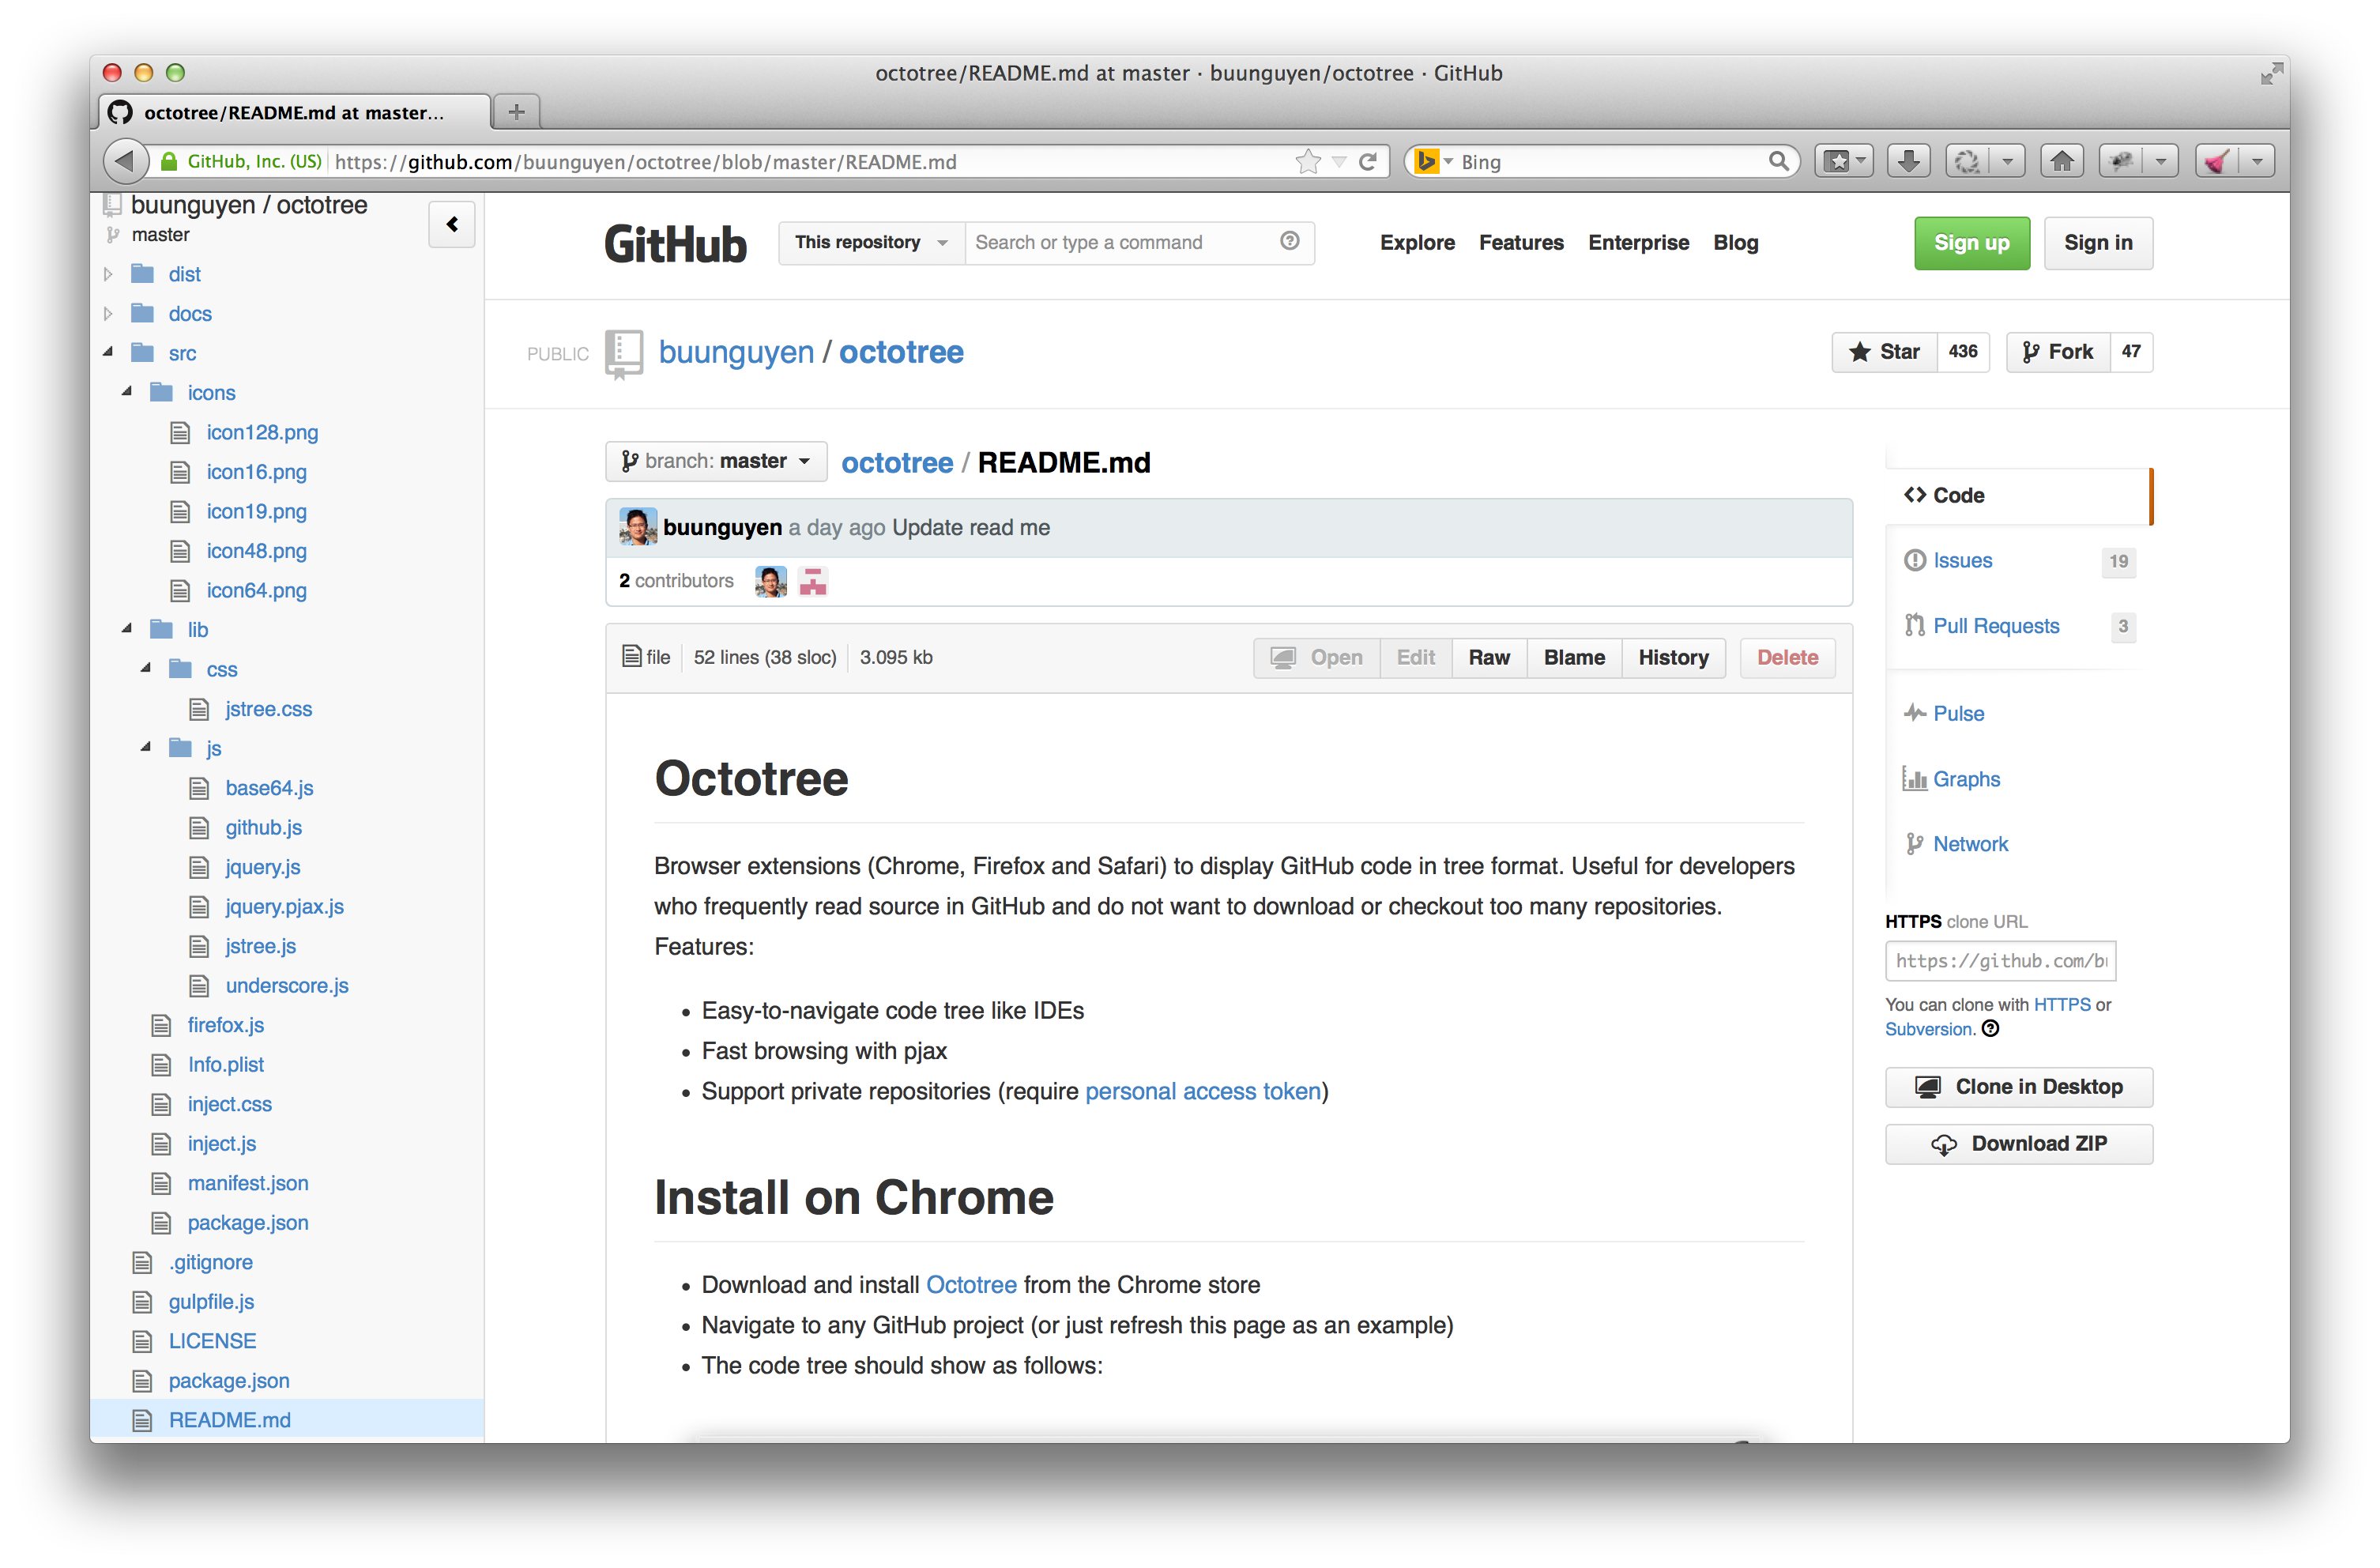 octotree/README.md at master · buunguyen/octotree · GitHub
octotree/README.md at master...
GitHub, Inc. (US) https://github.com/buunguyen/octotree/blob/master/README.md
Bing
buunguyen / octotree
master
dist
docs
src
icons
icon128.png
icon16.png
icon19.png
icon48.png
icon64.png
lib
css
jstree.css
js
base64.js
github.js
jquery.js
jquery.pjax.js
jstree.js
underscore.js
firefox.js
Info.plist
inject.css
inject.js
manifest.json
package.json
.gitignore
gulpfile.js
LICENSE
package.json
README.md
GitHub This repository Search or type a command Explore Features Enterprise Blog Sign up Sign in
PUBLIC buunguyen / octotree Star 436 Fork 47
branch: master octotree / README.md
buunguyen a day ago Update read me
2 contributors
file 52 lines (38 sloc) 3.095 kb Open Edit Raw Blame History Delete
Octotree
Browser extensions (Chrome, Firefox and Safari) to display GitHub code in tree format. Useful for developers
who frequently read source in GitHub and do not want to download or checkout too many repositories.
Features:
• Easy-to-navigate code tree like IDEs
• Fast browsing with pjax
• Support private repositories (require personal access token)
Install on Chrome
• Download and install Octotree from the Chrome store
• Navigate to any GitHub project (or just refresh this page as an example)
• The code tree should show as follows:
Code
Issues 19
Pull Requests 3
Pulse
Graphs
Network
HTTPS clone URL
https://github.com/bu
You can clone with HTTPS or
Subversion.
Clone in Desktop
Download ZIP